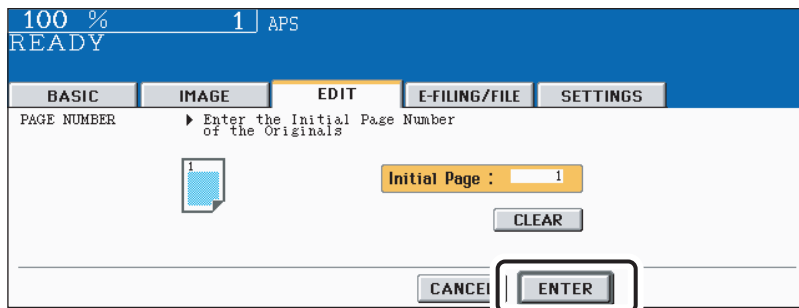 100 % 1 APS
READY
BASIC IMAGE EDIT E-FILING/FILE SETTINGS
PAGE NUMBER Enter the Initial Page Number
of the Originals
1
Initial Page : 1
CLEAR
CANCEL ENTER